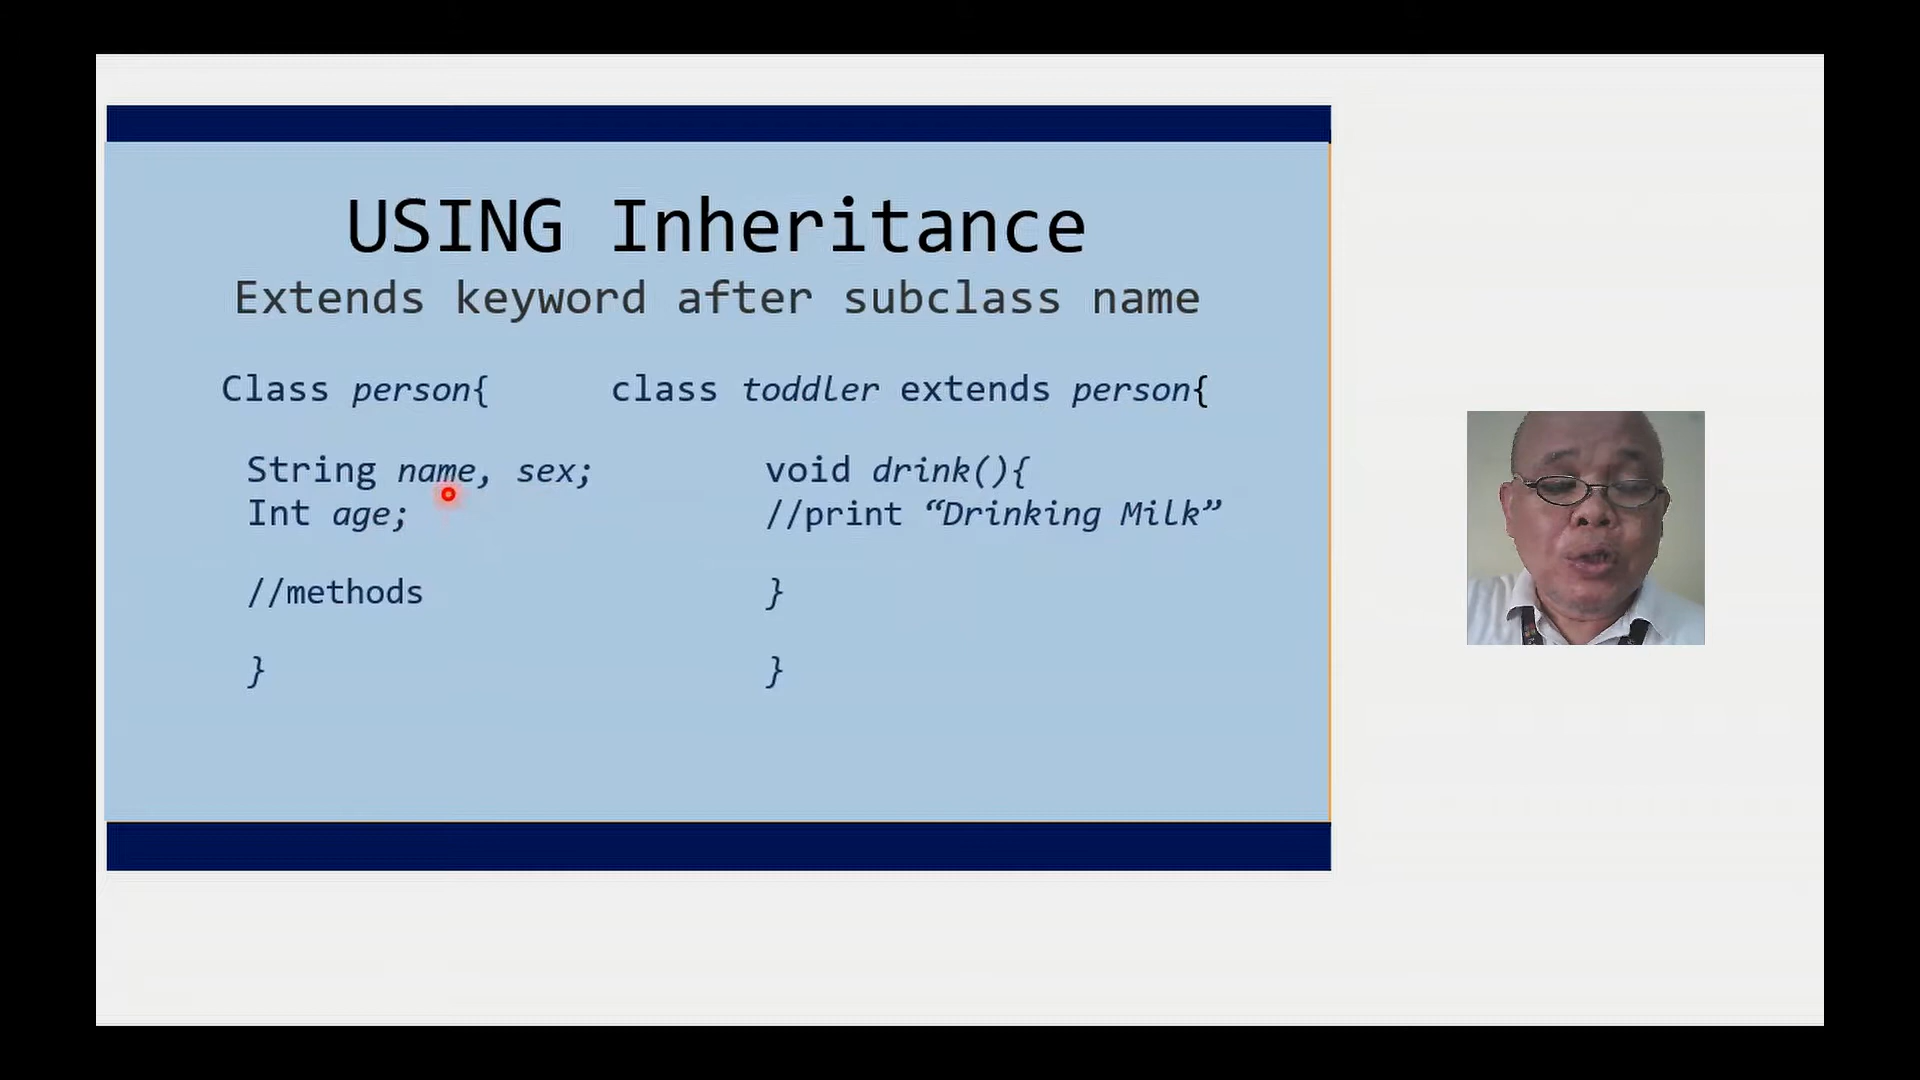 USING Inheritance
Extends keyword after subclass name
Class person{
String name, sex;
Int age;
//methods
}
class toddler extends person{
void drink(){
//print “Drinking Milk”
}
}